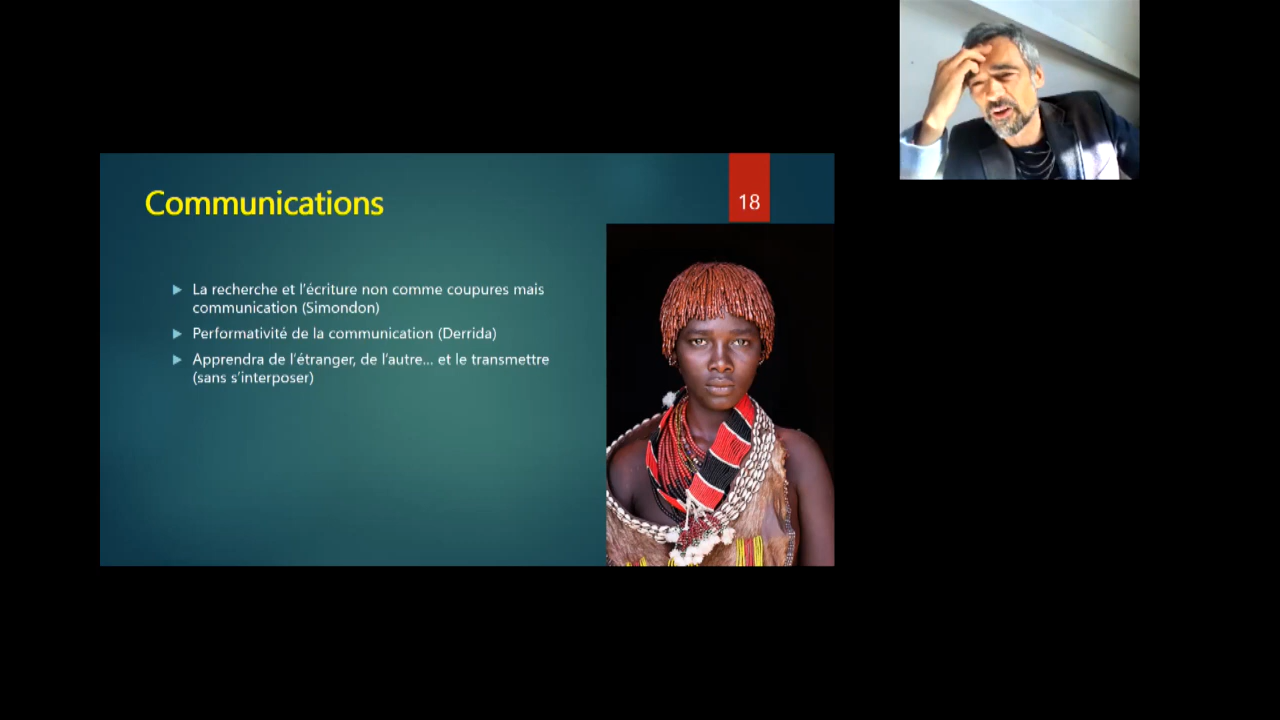 Communications
18
La recherche et l'écriture non comme coupures mais
communication (Simondon)
Performativité de la communication (Derrida)
Apprendra de l'étranger, de l'autre... et le transmettre
(sans s'interposer)